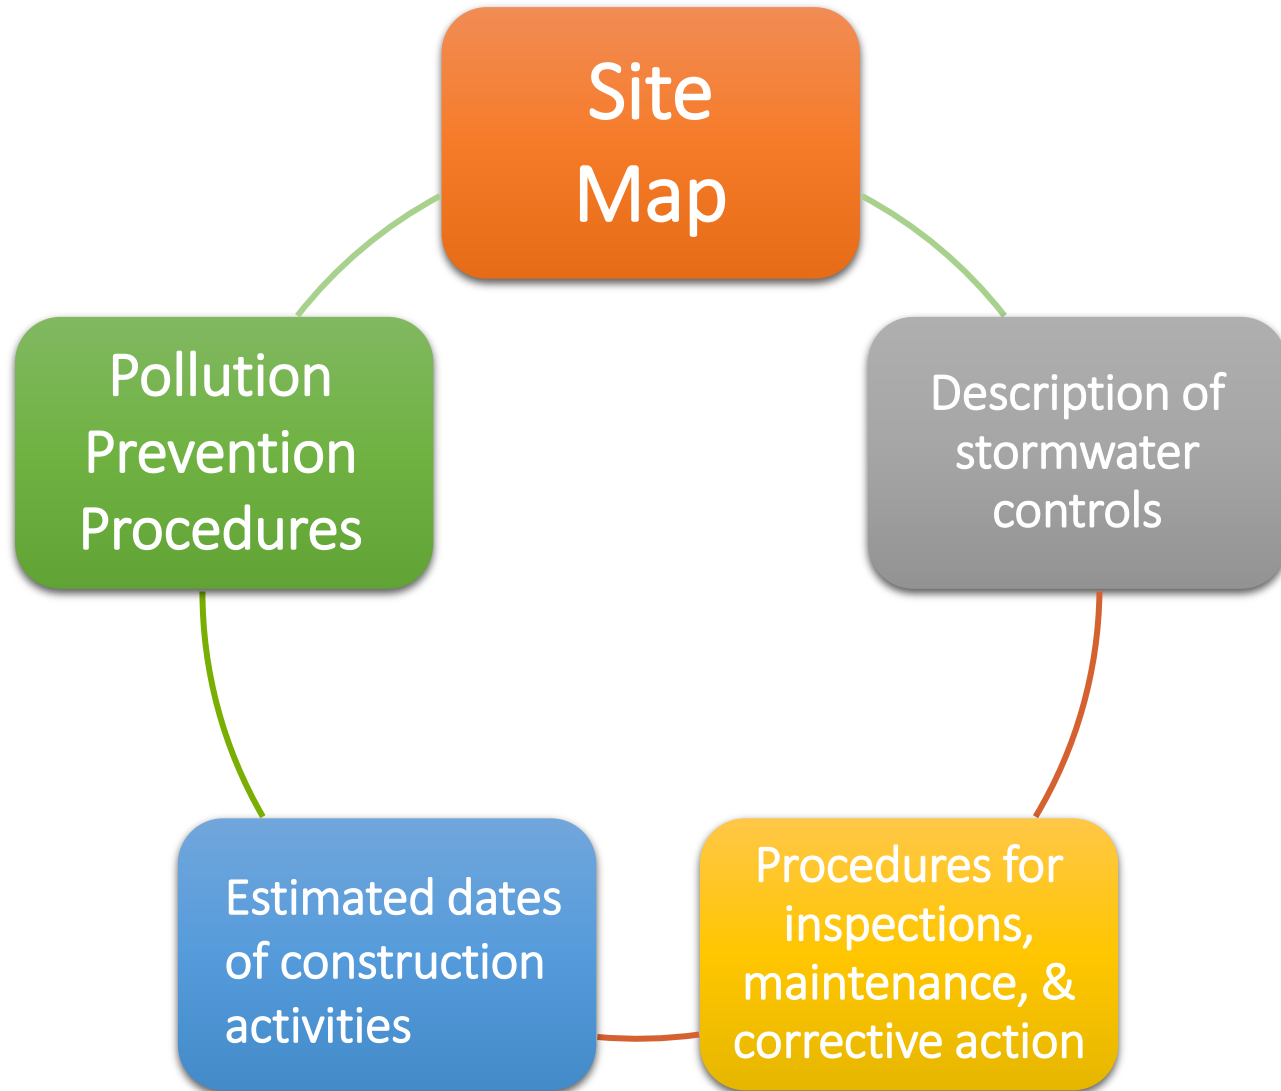 Site
Map
Pollution
Prevention
Procedures
Description of
stormwater
controls
Estimated dates
of construction
activities
Procedures for
inspections,
maintenance, &
corrective action